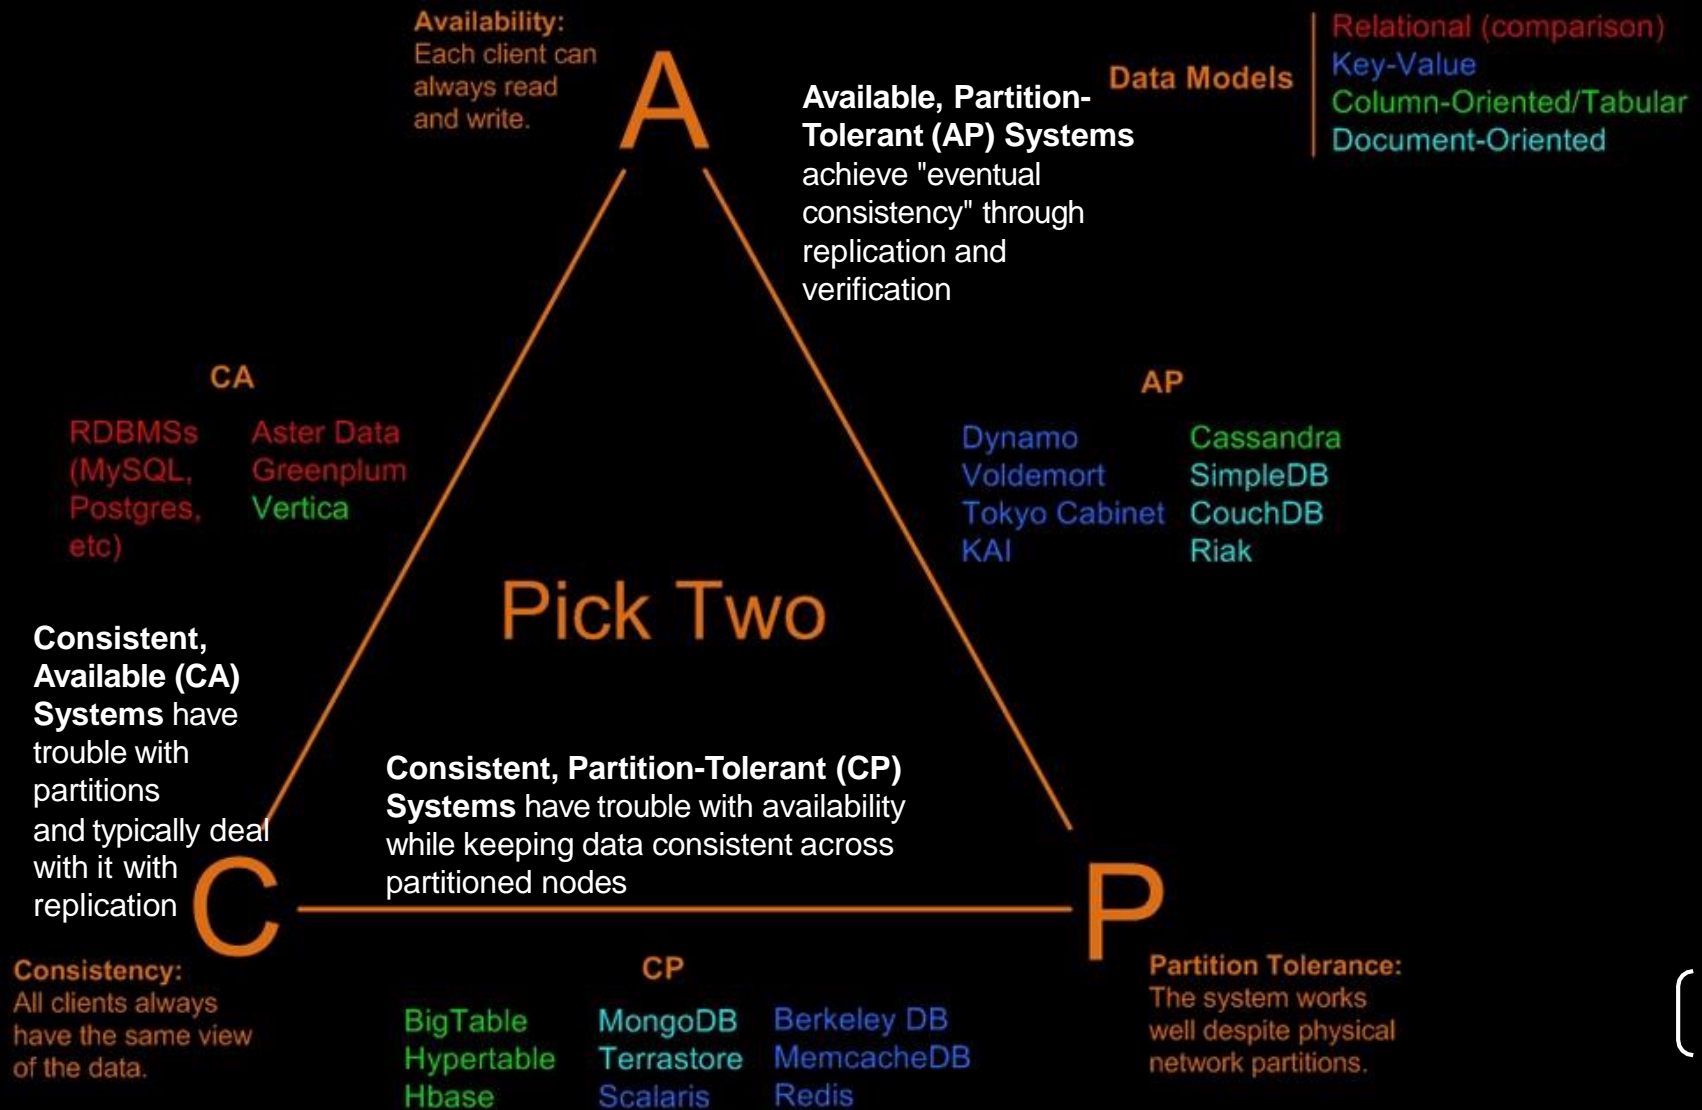 Availability:
Each client can
always read
and write.
A
Available, Partition-
Tolerant (AP) Systems
achieve "eventual
consistency" through
replication and
verification
Data Models
Relational (comparison)
Key-Value
Column-Oriented/Tabular
Document-Oriented
CA
RDBMSs
(MySQL,
Postgres,
etc)
Aster Data
Greenplum
Vertica
AP
Dynamo
Voldemort
Tokyo Cabinet
KAI
Cassandra
SimpleDB
CouchDB
Riak
Pick Two
Consistent,
Available (CA)
Systems have
trouble with
partitions
and typically deal
with it with
replication
Consistent, Partition-Tolerant (CP)
Systems have trouble with availability
while keeping data consistent across
partitioned nodes
C
P
Consistency:
All clients always
have the same view
of the data.
CP
BigTable
Hypertable
Hbase
MongoDB
Terrastore
Scalaris
Berkeley DB
MemcacheDB
Redis
Partition Tolerance:
The system works
well despite physical
network partitions.